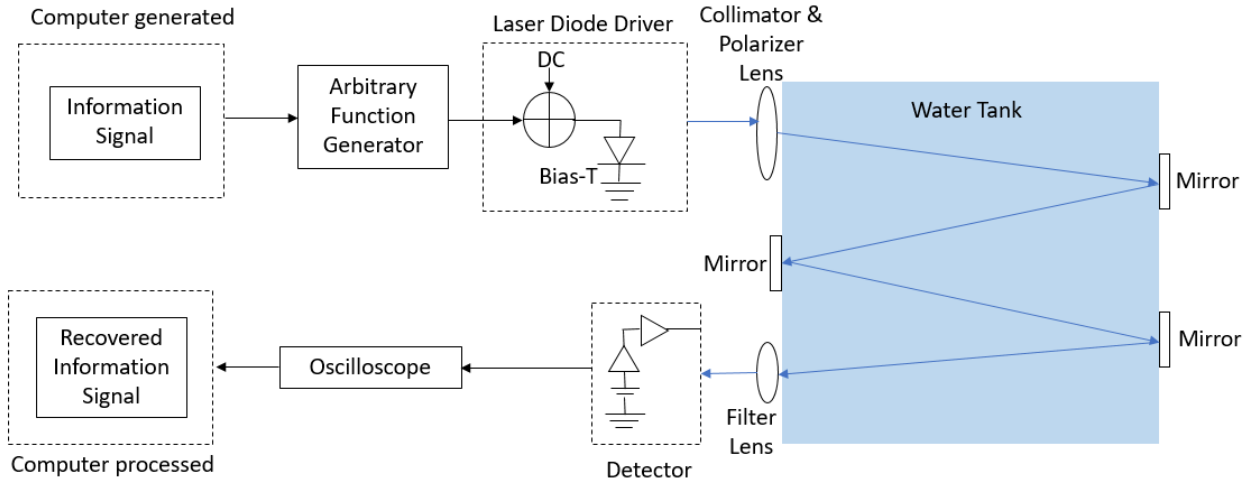 Computer generated
Information
Signal
Arbitrary
Function
Generator
Laser Diode Driver
DC
Bias-T
Collimator &
Polarizer
Lens
Water Tank
Mirror
Mirror
Mirror
Recovered
Information
Signal
Computer processed
Oscilloscope
Detector
Filter
Lens